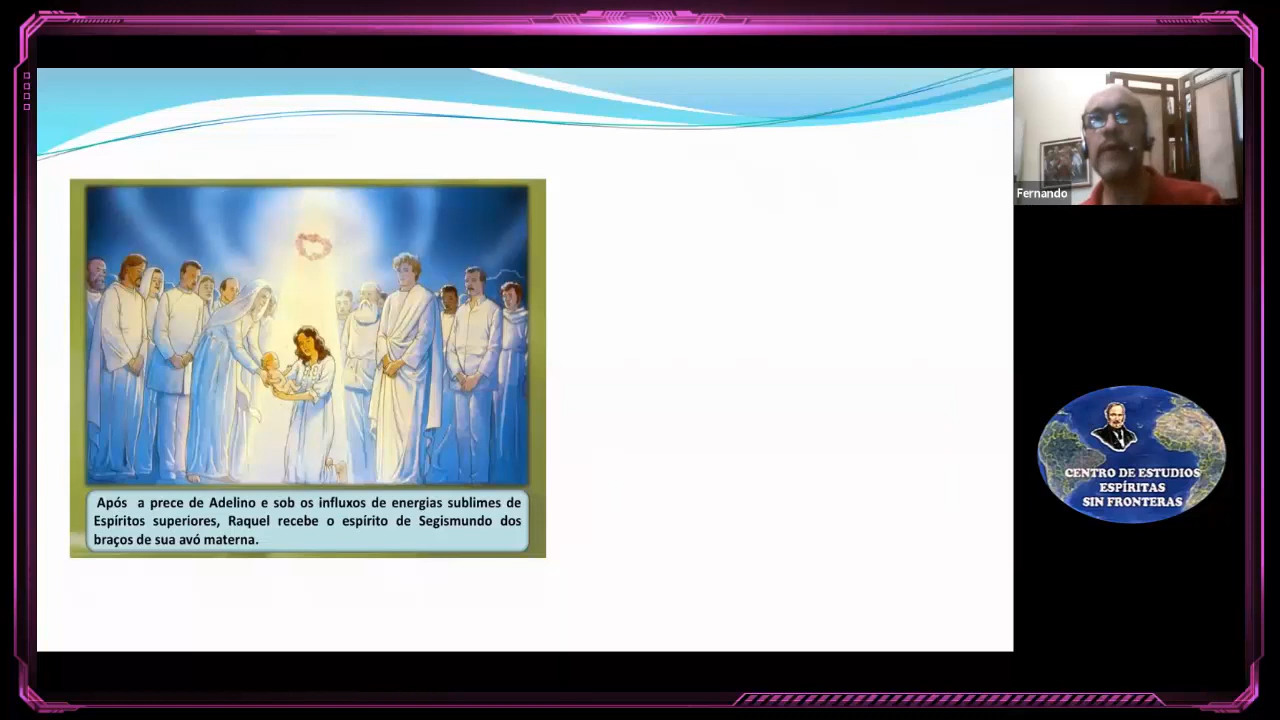 Fernando
Após a prece de Adelino e sob os influxos de energias sublimes de
Espíritos superiores, Raquel recebe o espírito de Segismundo dos
braços de sua avó materna.
CENTRO DE ESTUDIOS
ESPÍRITAS
SIN FRONTERAS